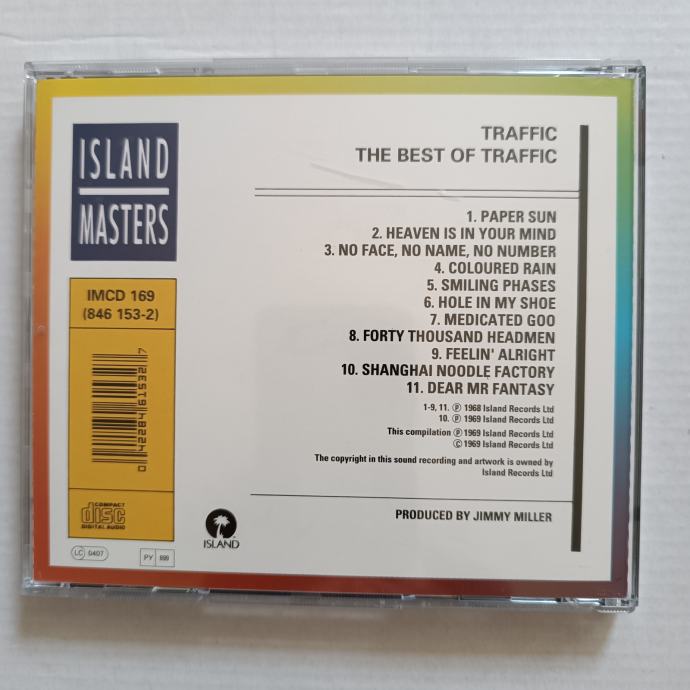 ISLAND
MASTERS
IMCD 169
(846 153-2)
0 42284 61532 7
COMPACT
disc
DIGITAL AUDIO
LC 0407
PY 899
ISLAND
TRAFFIC
THE BEST OF TRAFFIC
1. PAPER SUN
2. HEAVEN IS IN YOUR MIND
3. NO FACE, NO NAME, NO NUMBER
4. COLOURED RAIN
5. SMILING PHASES
6. HOLE IN MY SHOE
7. MEDICATED GOO
8. FORTY THOUSAND HEADMEN
9. FEELIN' ALRIGHT
10. SHANGHAI NOODLE FACTORY
11. DEAR MR FANTASY
1-9, 11. ℗ 1968 Island Records Ltd
10. ℗ 1969 Island Records Ltd
This compilation ℗ 1969 Island Records Ltd
© 1969 Island Records Ltd
The copyright in this sound recording and artwork is owned by
Island Records Ltd
PRODUCED BY JIMMY MILLER